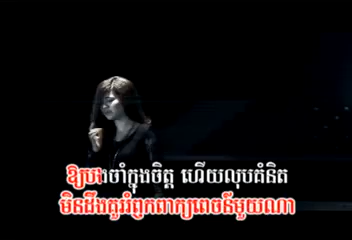 ឱ្យបងចាំក្នុងចិត្ត ហើយលុបគំនិត
មិនដឹងគួររំឭកពាក្យពេចន៍មួយណា